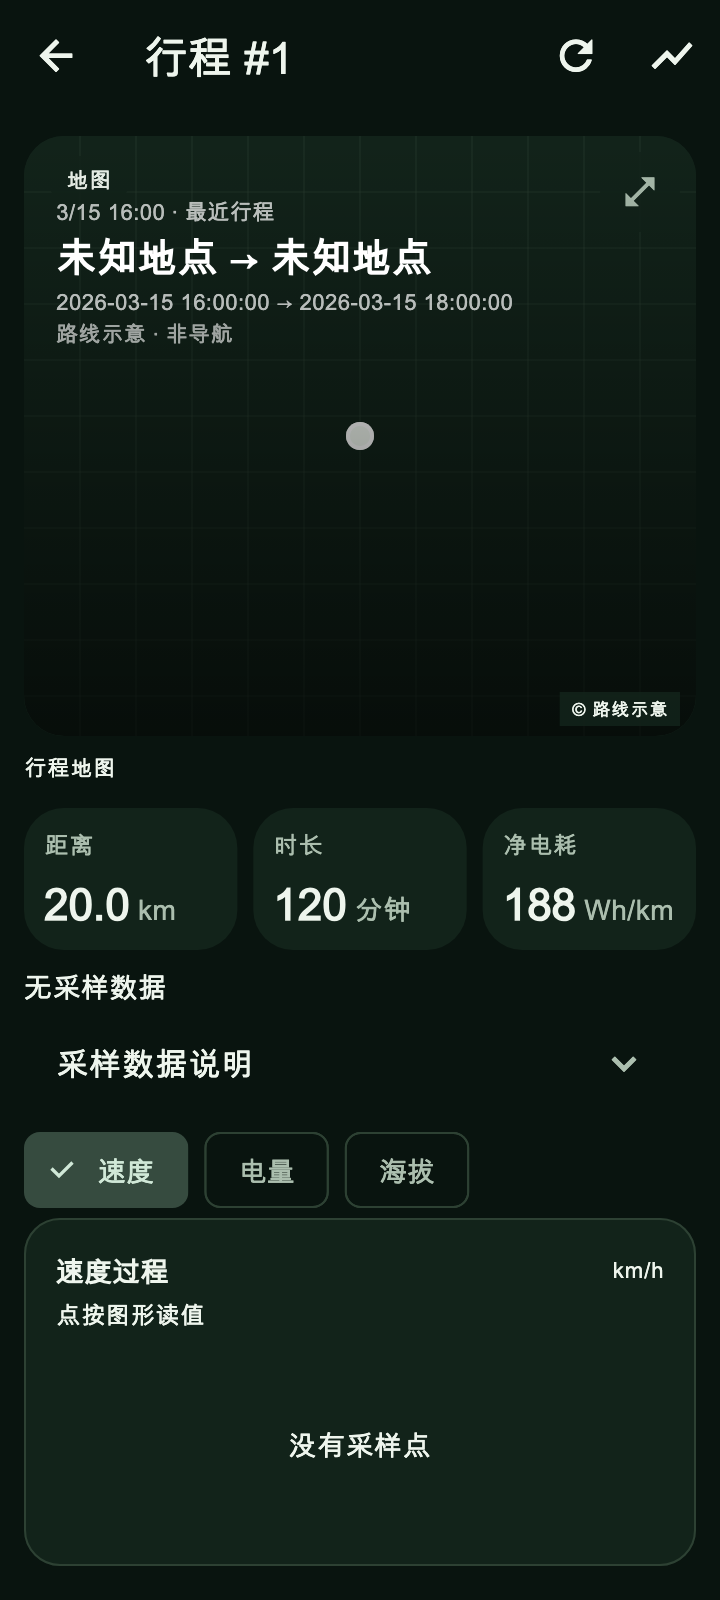 行程 #1
地图
3/15 16:00 · 最近行程
未知地点 → 未知地点
2026-03-15 16:00:00 → 2026-03-15 18:00:00
路线示意 · 非导航
© 路线示意
行程地图
距离
20.0 km
时长
120 分钟
净电耗
188 Wh/km
无采样数据
采样数据说明
速度
电量
海拔
速度过程
km/h
点按图形读值
没有采样点